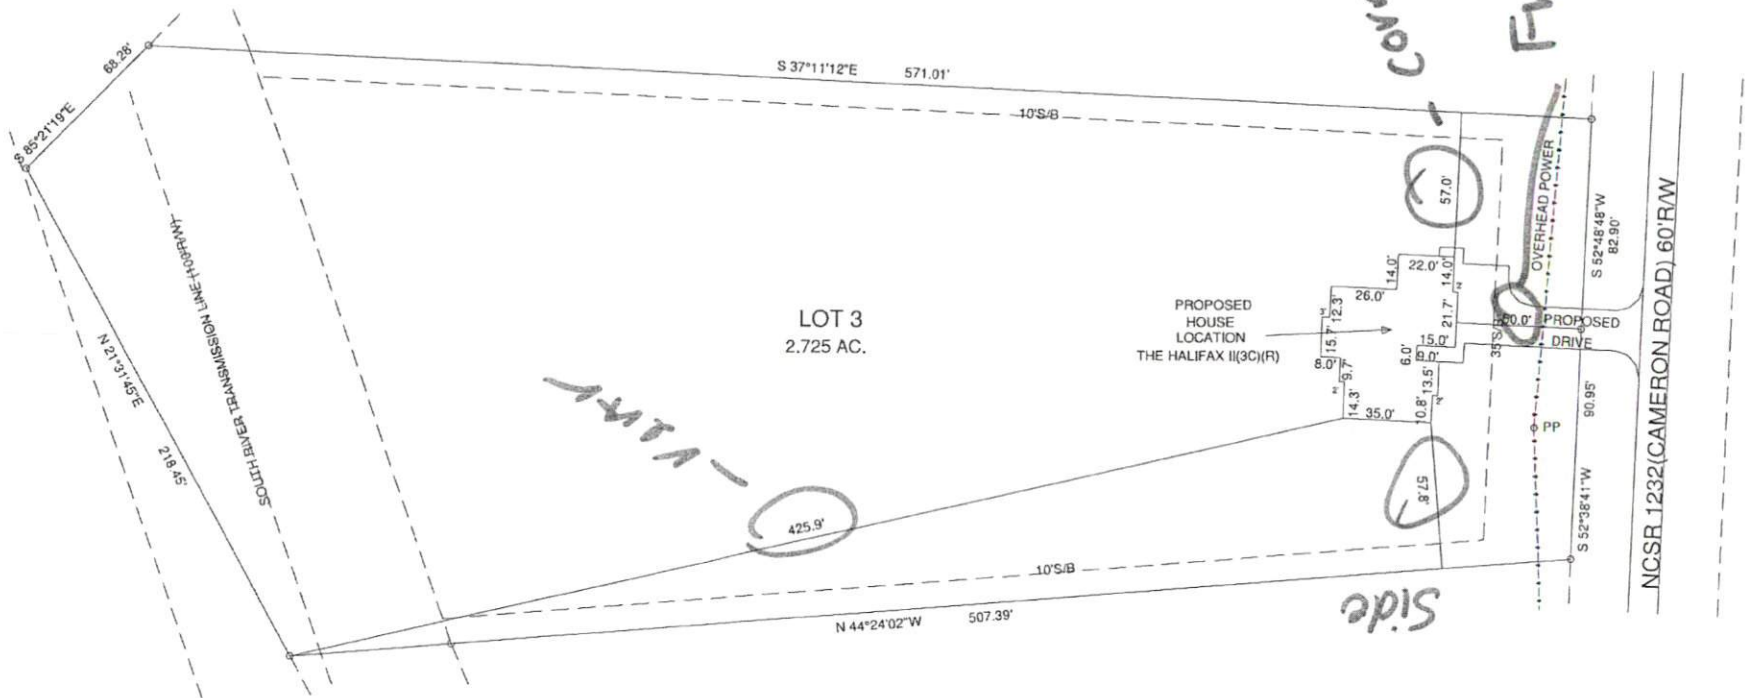 68.28'
S 85°21'19"E
S 37°11'12"E 571.01'
10'S/B
57.0'
OVERHEAD POWER
S 52°48'48"W
82.90'
NCSR 1232(CAMERON ROAD) 60'R/W
SOUTH RIVER TRANSMISSION LINE (100'R/W)
N 21°31'45"E
218.45'
LOT 3
2.725 AC.
PROPOSED
HOUSE
LOCATION
THE HALIFAX II(3C)(R)
14.0'
22.0'
14.0'
2'
26.0'
12.3'
3'
15.7'
8.0'
9.7'
2'
14.3'
35.0'
21.7'
15.0'
6.0'
9.0'
13.5'
2'
10.8'
35'S/B
50.0'
PROPOSED
DRIVE
90.95'
PP
S 52°38'41"W
57.8'
425.9'
10'S/B
N 44°24'02"W 507.39'
Side